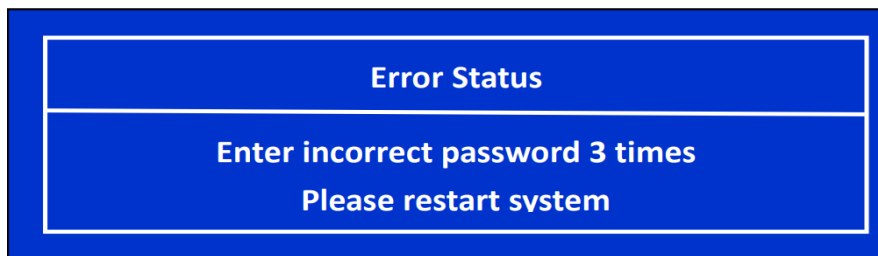 Error Status
Enter incorrect password 3 times
Please restart system